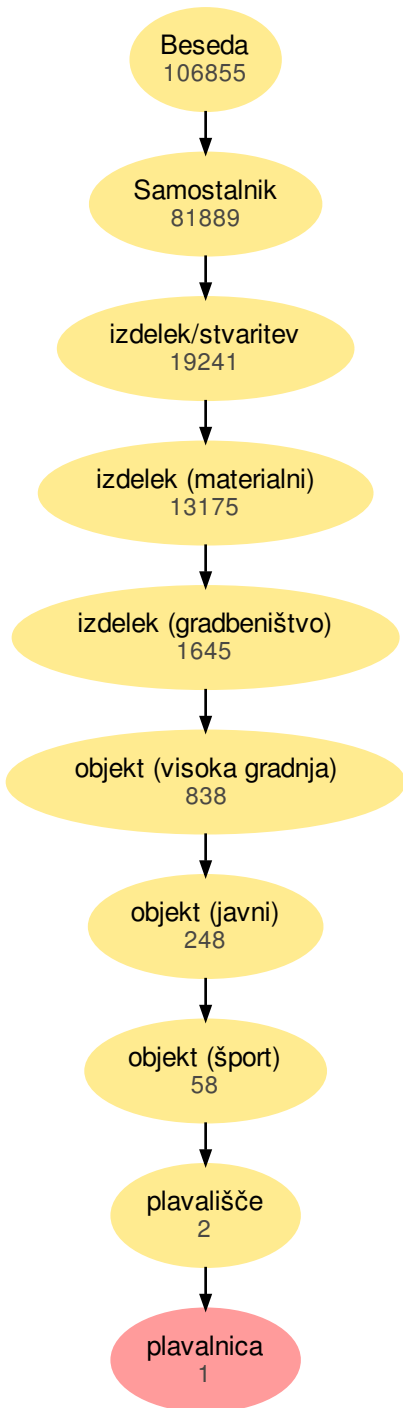 Beseda
106855
Samostalnik
81889
izdelek/stvaritev
19241
izdelek (materialni)
13175
izdelek (gradbeništvo)
1645
objekt (visoka gradnja)
838
objekt (javni)
248
objekt (šport)
58
plavališče
2
plavalnica
1